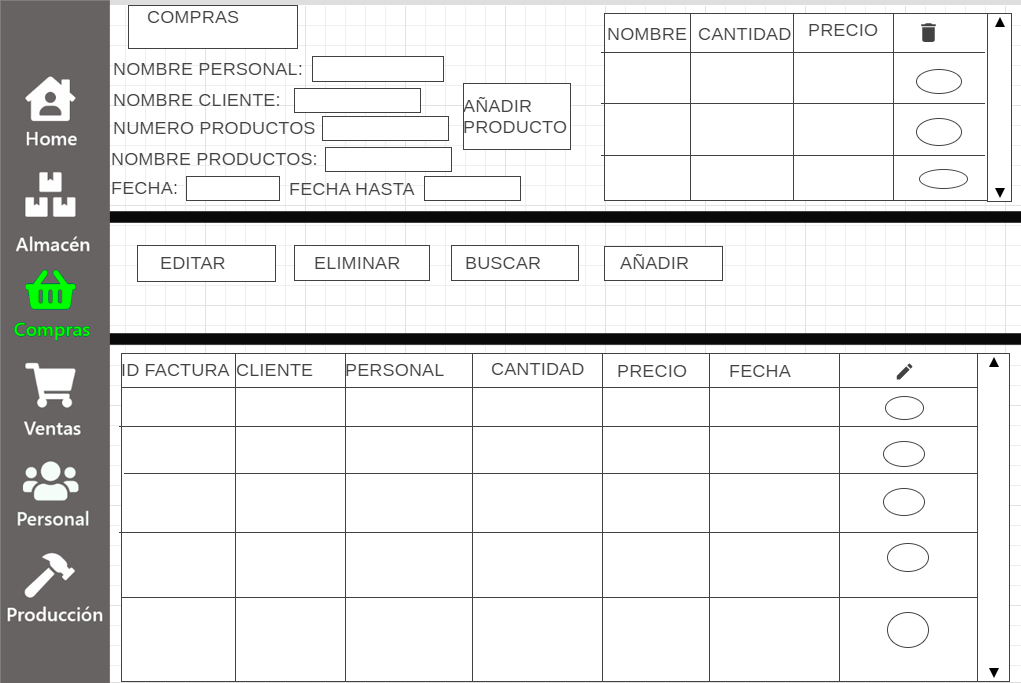 Home
Almacén
Compras
Ventas
Personal
Producción
COMPRAS
NOMBRE PERSONAL:
NOMBRE CLIENTE:
NUMERO PRODUCTOS
NOMBRE PRODUCTOS:
FECHA: FECHA HASTA
AÑADIR
PRODUCTO
NOMBRE CANTIDAD PRECIO
EDITAR ELIMINAR BUSCAR AÑADIR
ID FACTURA CLIENTE PERSONAL CANTIDAD PRECIO FECHA